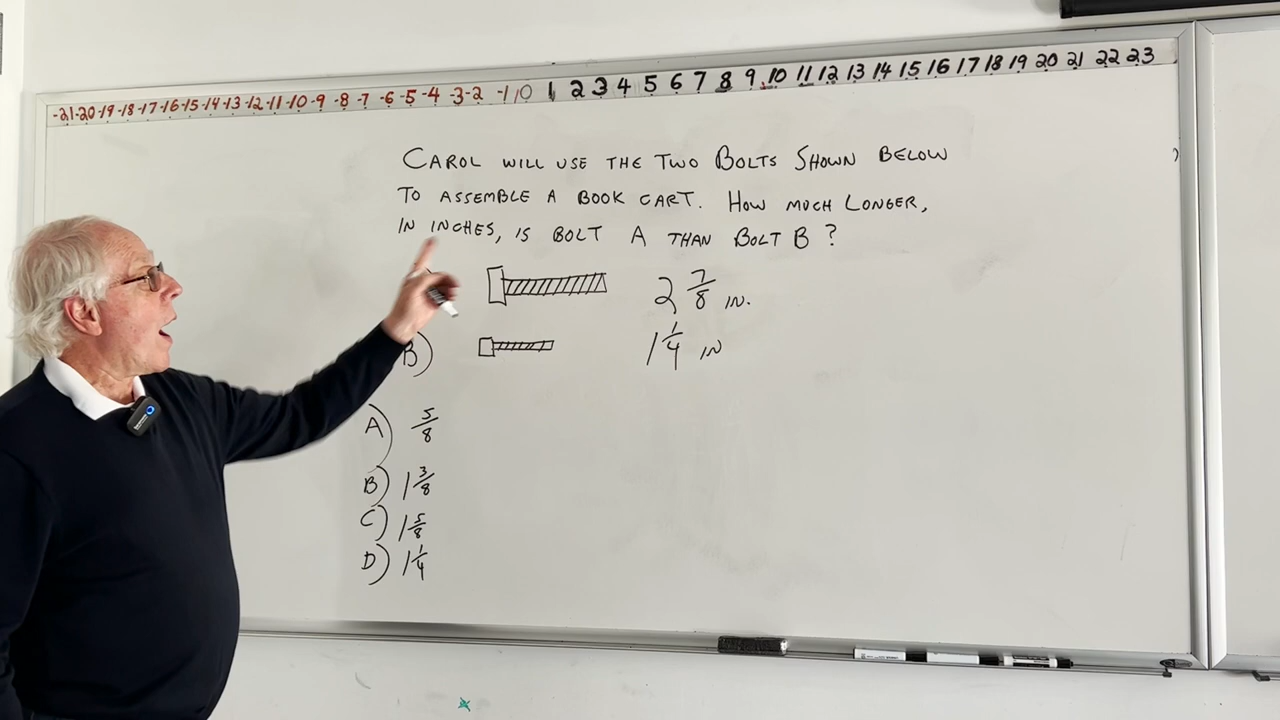 -21 -20 -19 -18 -17 -16 -15 -14 -13 -12 -11 -10 -9 -8 -7 -6 -5 -4 -3 -2 -1 0 1 2 3 4 5 6 7 8 9 10 11 12 13 14 15 16 17 18 19 20 21 22 23
CAROL WILL USE THE TWO BOLTS SHOWN BELOW
TO ASSEMBLE A BOOK CART. HOW MUCH LONGER,
IN INCHES, IS BOLT A THAN BOLT B?
2 7/8 IN.
B) 1 1/4 IN
A) 5/8
B) 1 3/8
C) 1 5/8
D) 1 1/4